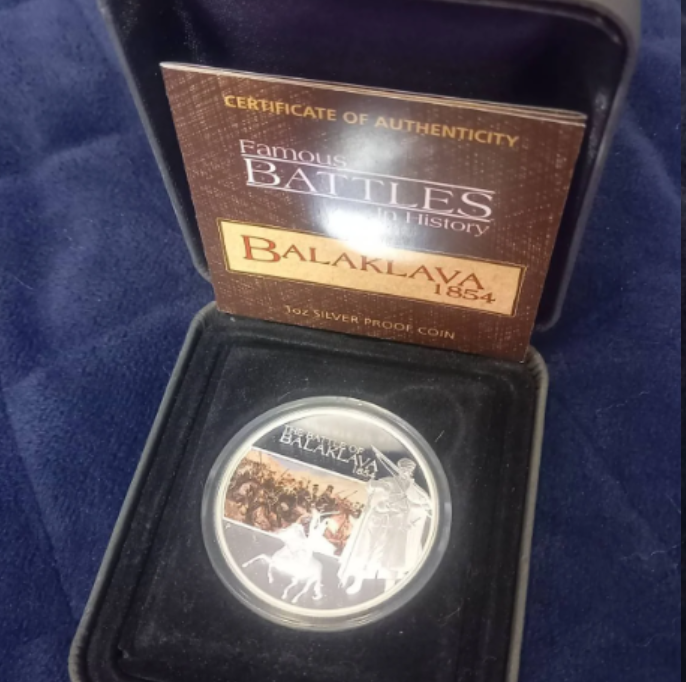 CERTIFICATE OF AUTHENTICITY
Famous
BATTLES
In History
BALAKLAVA
1854
1oz SILVER PROOF COIN
THE BATTLE OF
BALAKLAVA
1854